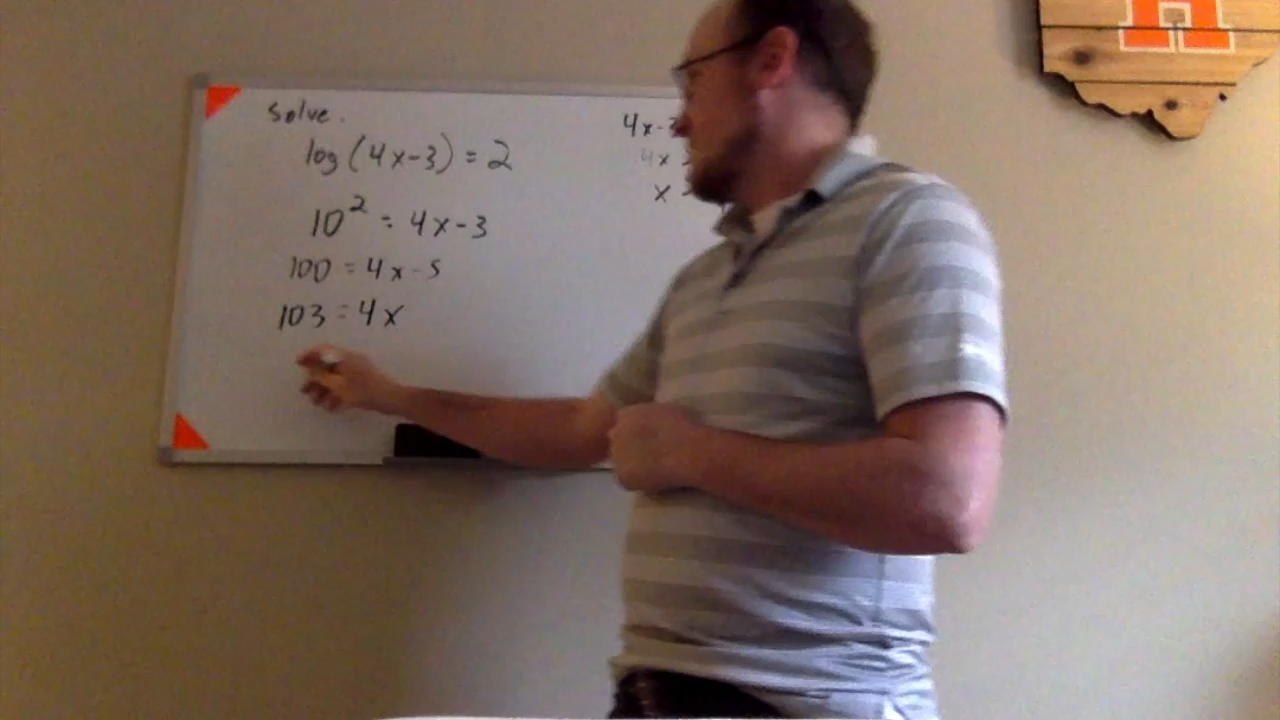 Solve.
log (4x-3) = 2
10² = 4x-3
100 = 4x-3
103 = 4x
4x-3
4x >
x >